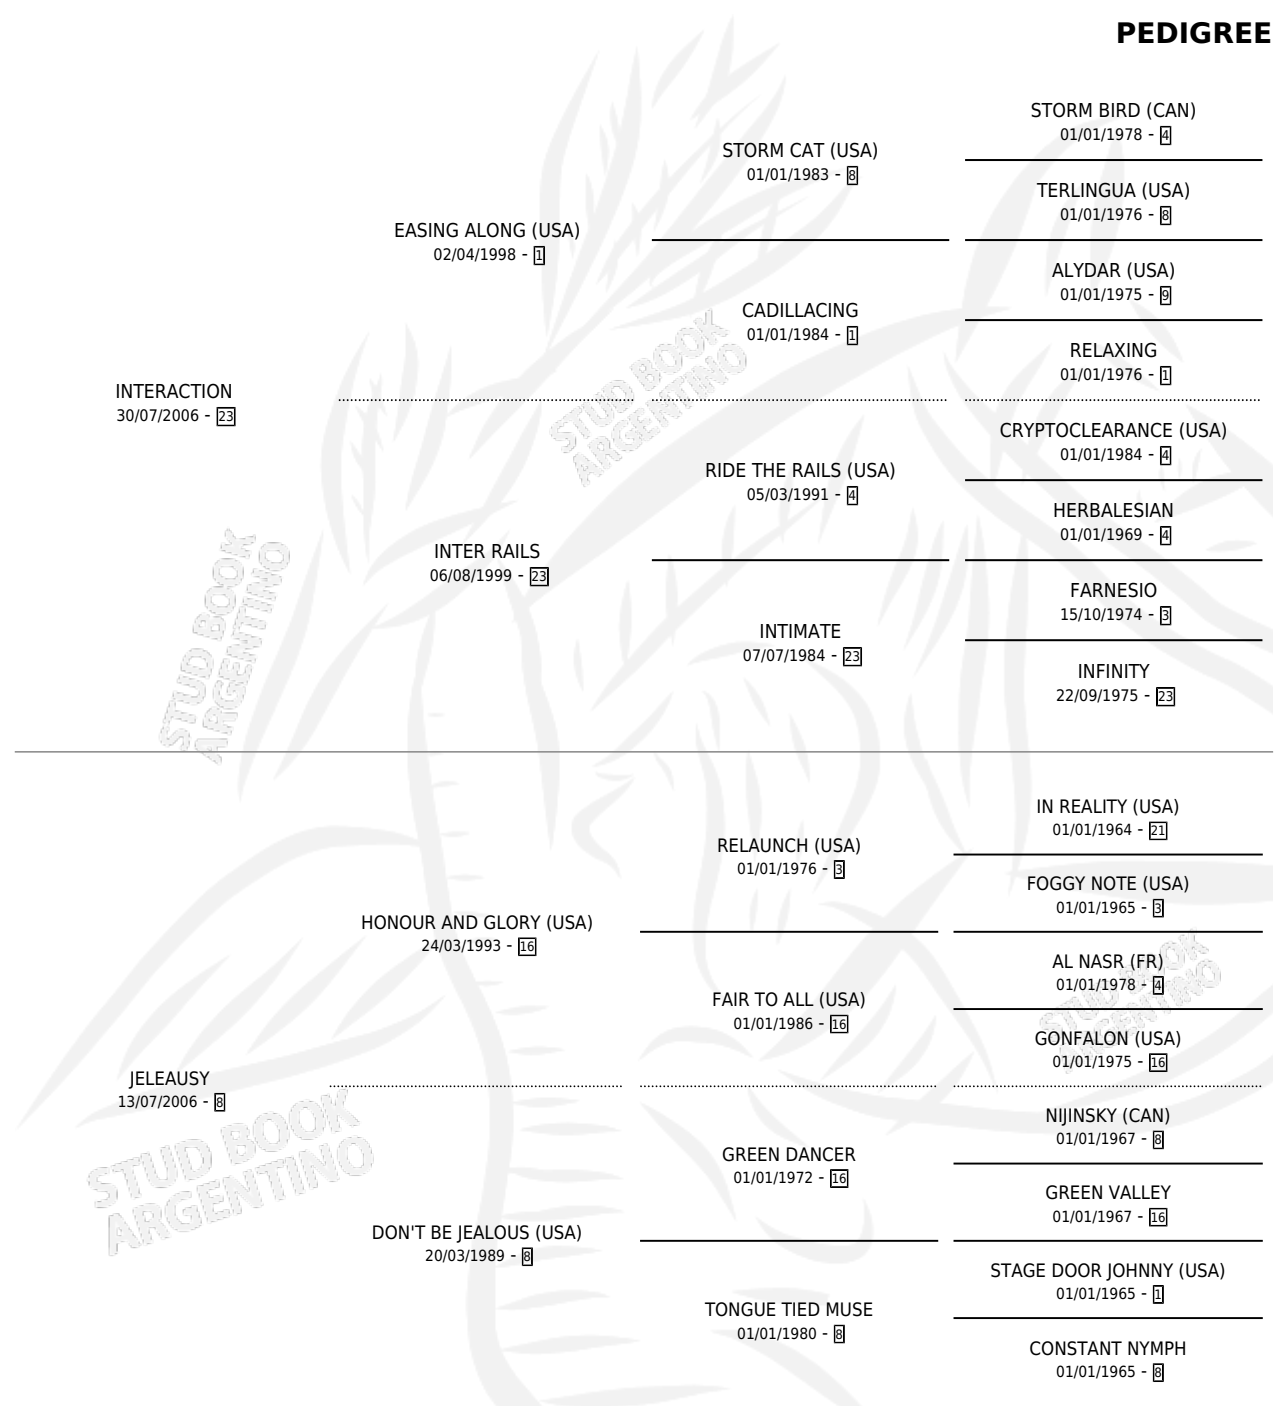 PEDIGREE
STORM BIRD (CAN)
01/01/1978 - 4
STORM CAT (USA)
01/01/1983 - 8
TERLINGUA (USA)
01/01/1976 - 8
EASING ALONG (USA)
02/04/1998 - 1
ALYDAR (USA)
01/01/1975 - 9
CADILLACING
01/01/1984 - 1
RELAXING
01/01/1976 - 1
INTERACTION
30/07/2006 - 23
STUD BOOK
ARGENTINO
CRYPTOCLEARANCE (USA)
01/01/1984 - 4
RIDE THE RAILS (USA)
05/03/1991 - 4
HERBALESIAN
01/01/1969 - 4
INTER RAILS
06/08/1999 - 23
FARNESIO
15/10/1974 - 3
INTIMATE
07/07/1984 - 23
INFINITY
22/09/1975 - 23
STUD BOOK
ARGENTINO
IN REALITY (USA)
01/01/1964 - 21
RELAUNCH (USA)
01/01/1976 - 3
FOGGY NOTE (USA)
01/01/1965 - 3
HONOUR AND GLORY (USA)
24/03/1993 - 16
AL NASR (FR)
01/01/1978 - 4
FAIR TO ALL (USA)
01/01/1986 - 16
STUD BOOK
ARGENTINO
GONFALON (USA)
01/01/1975 - 16
JELEAUSY
13/07/2006 - 8
STUD BOOK
ARGENTINO
NIJINSKY (CAN)
01/01/1967 - 8
GREEN DANCER
01/01/1972 - 16
GREEN VALLEY
01/01/1967 - 16
DON'T BE JEALOUS (USA)
20/03/1989 - 8
STAGE DOOR JOHNNY (USA)
01/01/1965 - 1
TONGUE TIED MUSE
01/01/1980 - 8
CONSTANT NYMPH
01/01/1965 - 8